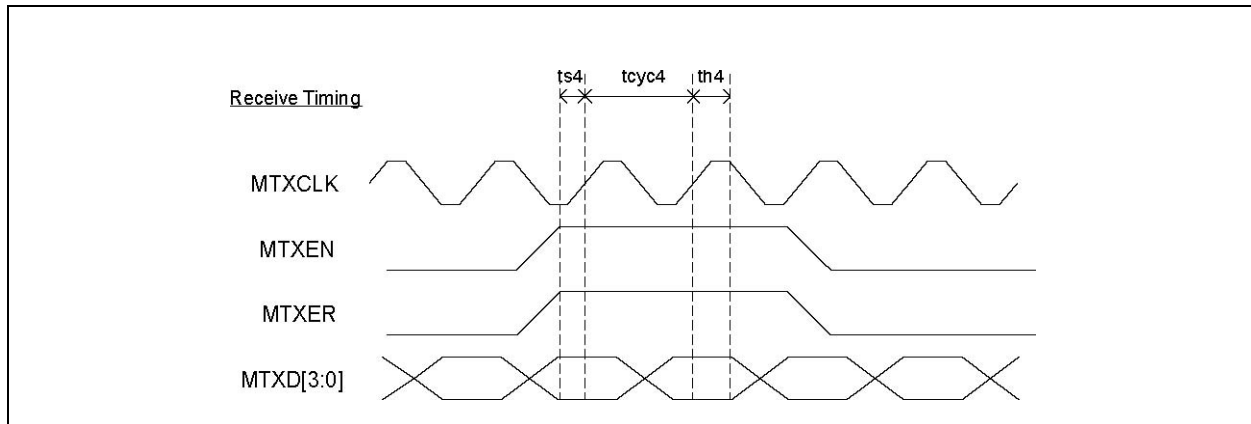 ts4 tcyc4 th4
Receive Timing
MTXCLK
MTXEN
MTXER
MTXD[3:0]